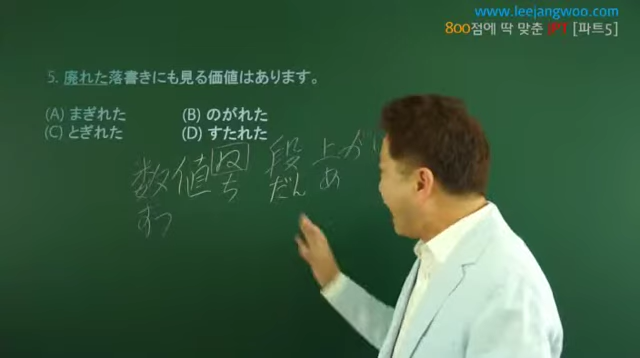 www.leejangwoo.com
800점에 딱 맞춘 JPT [파트5]
5. 廃れた落書きにも見る価値はあります。
(A) まぎれた (B) のがれた
(C) とぎれた (D) すたれた
数値 段 上が
すう ち だん あ